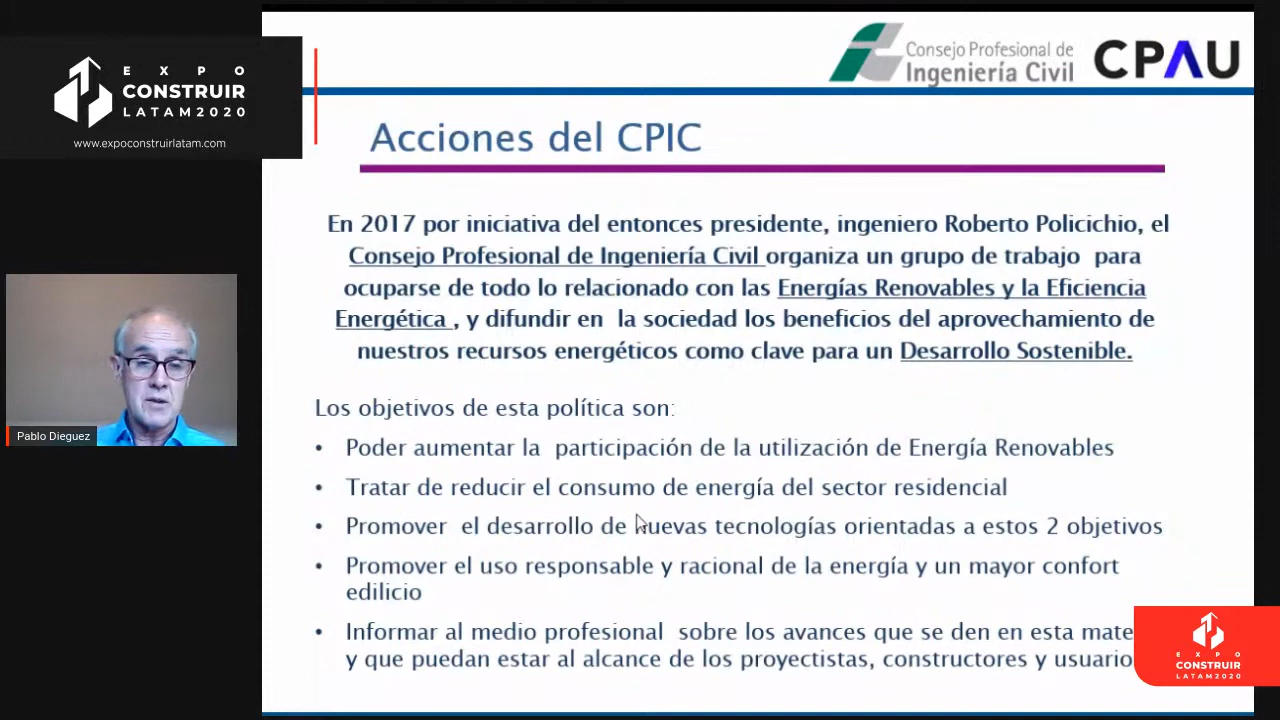 EXPO
CONSTRUIR
LATAM2020
www.expoconstruirlatam.com
Consejo Profesional de
Ingeniería Civil
CPAU
Acciones del CPIC
En 2017 por iniciativa del entonces presidente, ingeniero Roberto Policichio, el
Consejo Profesional de Ingeniería Civil organiza un grupo de trabajo para
ocuparse de todo lo relacionado con las Energías Renovables y la Eficiencia
Energética , y difundir en la sociedad los beneficios del aprovechamiento de
nuestros recursos energéticos como clave para un Desarrollo Sostenible.
Pablo Dieguez
Los objetivos de esta política son:
• Poder aumentar la participación de la utilización de Energía Renovables
• Tratar de reducir el consumo de energía del sector residencial
• Promover el desarrollo de nuevas tecnologías orientadas a estos 2 objetivos
• Promover el uso responsable y racional de la energía y un mayor confort
edilicio
• Informar al medio profesional sobre los avances que se den en esta mate
y que puedan estar al alcance de los proyectistas, constructores y usuario
EXPO
CONSTRUIR
LATAM2020